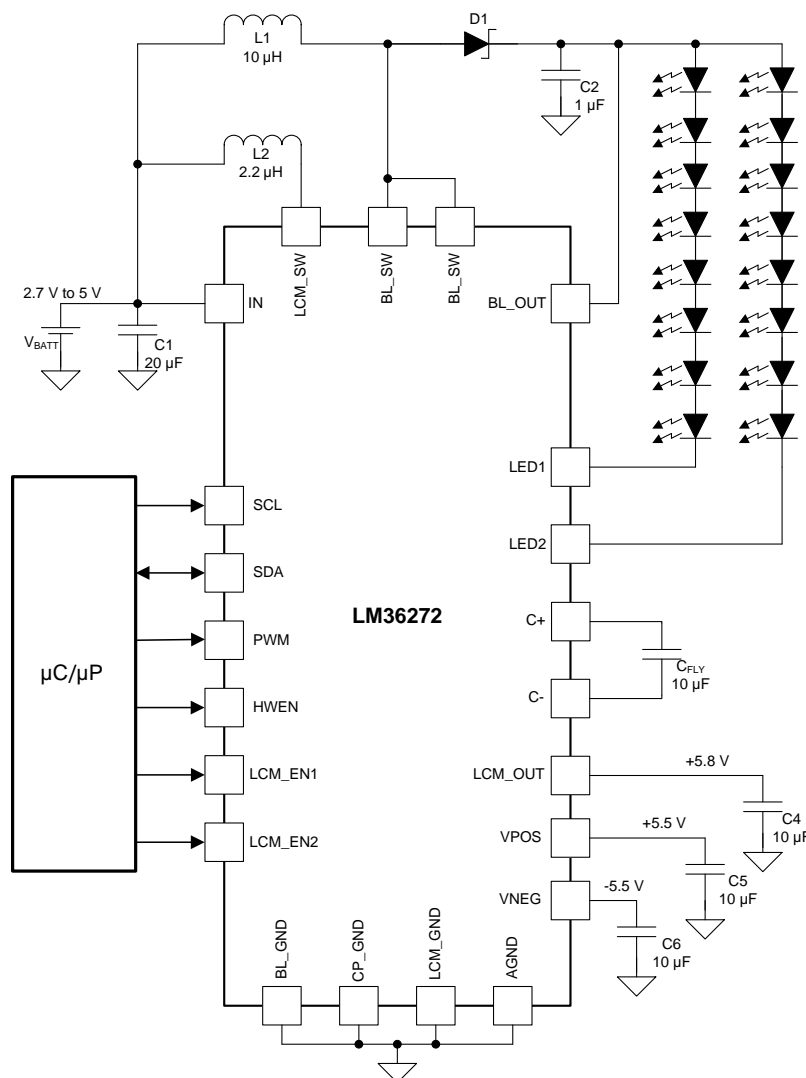 D1
L1
10 µH
C2
1 µF
L2
2.2 µH
LCM_SW
BL_SW
BL_SW
2.7 V to 5 V
IN
BL_OUT
VBATT
C1
20 µF
LED1
SCL
LED2
SDA
LM36272
C+
PWM
µC/µP
CFLY
10 µF
C-
HWEN
LCM_EN1
LCM_OUT
+5.8 V
C4
10 µF
LCM_EN2
VPOS
+5.5 V
C5
10 µF
VNEG
-5.5 V
C6
10 µF
BL_GND
CP_GND
LCM_GND
AGND